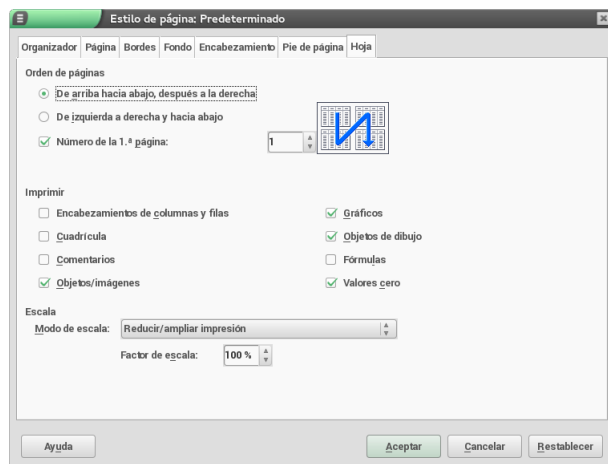 Estilo de página: Predeterminado
Organizador Página Bordes Fondo Encabezamiento Pie de página Hoja
Orden de páginas
De arriba hacia abajo, después a la derecha
De izquierda a derecha y hacia abajo
Número de la 1.ª página: 1
Imprimir
Encabezamientos de columnas y filas Gráficos
Cuadrícula Objetos de dibujo
Comentarios Fórmulas
Objetos/imágenes Valores cero
Escala
Modo de escala: Reducir/ampliar impresión
Factor de escala: 100 %
Ayuda Aceptar Cancelar Restablecer